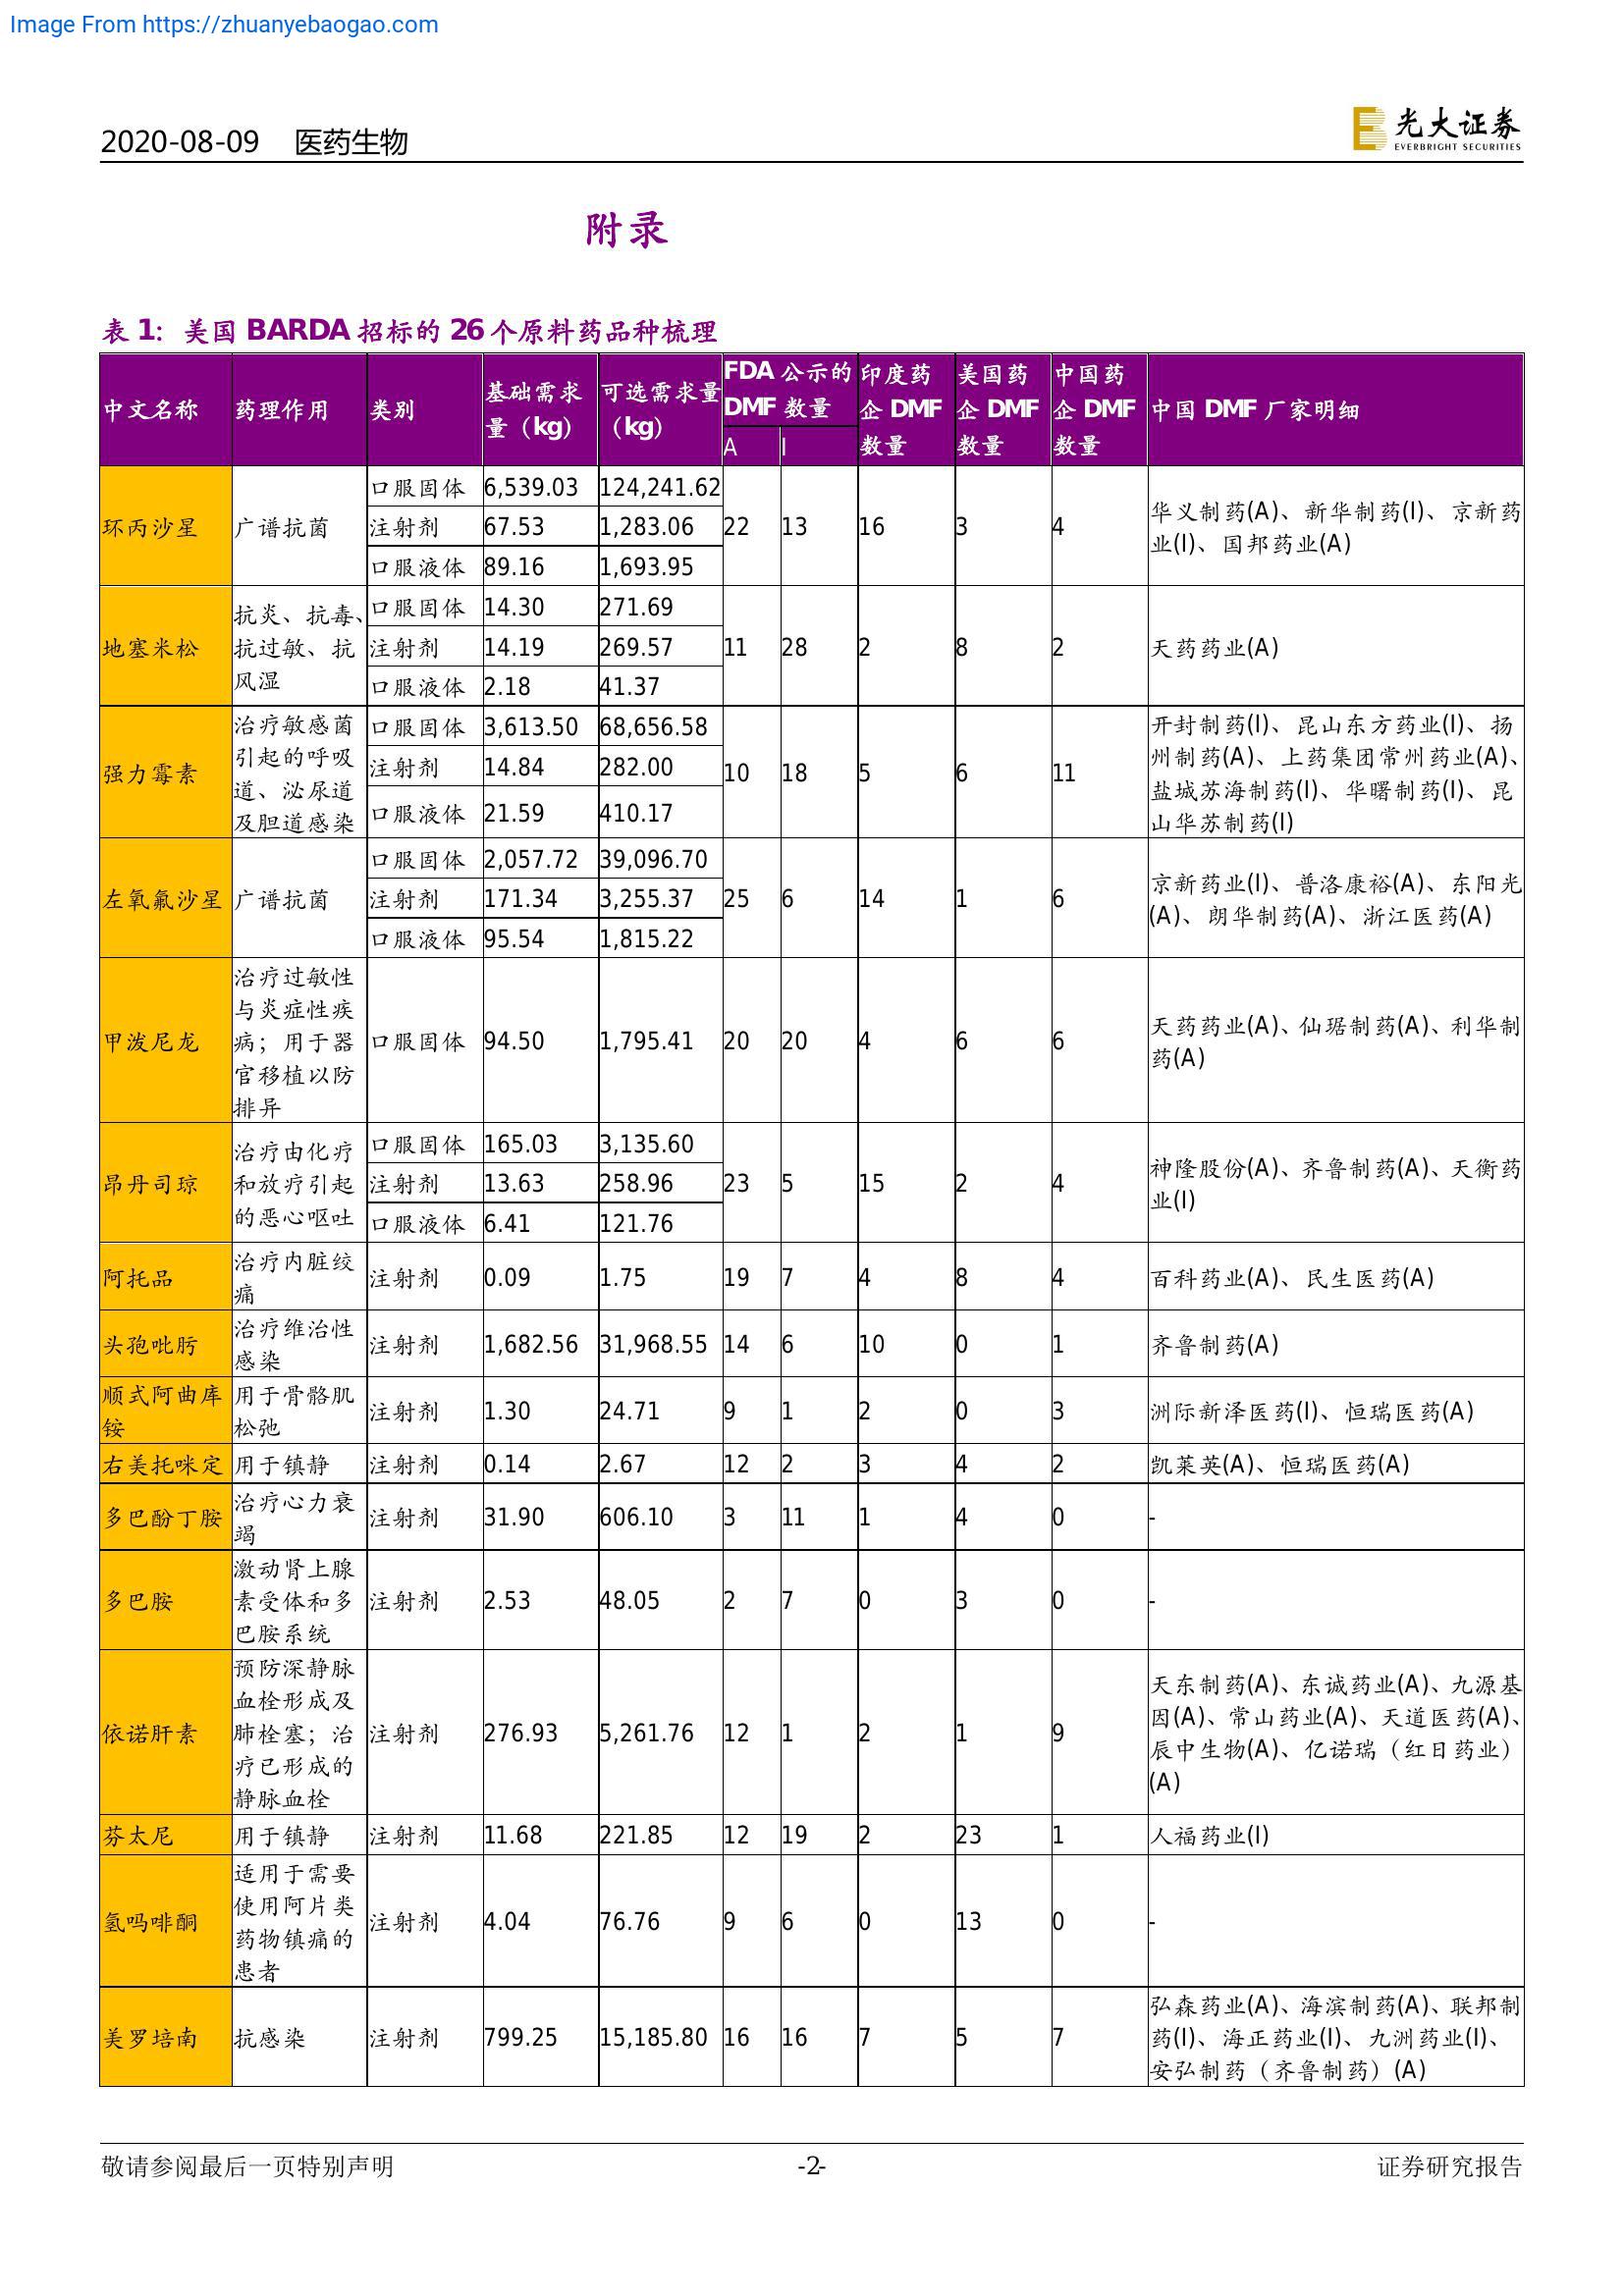 Image From https://zhuanyebaogao.com
2020-08-09 医药生物
光大证券
EVERBRIGHT SECURITIES
附录
表 1: 美国 BARDA 招标的 26 个原料药品种梳理
中文名称 药理作用 类别 基础需求量（kg） 可选需求量（kg） FDA 公示的 DMF 数量 A I 印度药企 DMF 数量 美国药企 DMF 数量 中国药企 DMF 数量 中国 DMF 厂家明细
环丙沙星 广谱抗菌 口服固体 6,539.03 124,241.62 22 13 16 3 4 华义制药(A)、新华制药(I)、京新药业(I)、国邦药业(A)
注射剂 67.53 1,283.06
口服液体 89.16 1,693.95
地塞米松 抗炎、抗毒、抗过敏、抗风湿 口服固体 14.30 271.69 11 28 2 8 2 天药药业(A)
注射剂 14.19 269.57
口服液体 2.18 41.37
强力霉素 治疗敏感菌引起的呼吸道、泌尿道及胆道感染 口服固体 3,613.50 68,656.58 10 18 5 6 11 开封制药(I)、昆山东方药业(I)、扬州制药(A)、上药集团常州药业(A)、盐城苏海制药(I)、华曙制药(I)、昆山华苏制药(I)
注射剂 14.84 282.00
口服液体 21.59 410.17
左氧氟沙星 广谱抗菌 口服固体 2,057.72 39,096.70 25 6 14 1 6 京新药业(I)、普洛康裕(A)、东阳光(A)、朗华制药(A)、浙江医药(A)
注射剂 171.34 3,255.37
口服液体 95.54 1,815.22
甲泼尼龙 治疗过敏性与炎症性疾病；用于器官移植以防排异 口服固体 94.50 1,795.41 20 20 4 6 6 天药药业(A)、仙琚制药(A)、利华制药(A)
昂丹司琼 治疗由化疗和放疗引起的恶心呕吐 口服固体 165.03 3,135.60 23 5 15 2 4 神隆股份(A)、齐鲁制药(A)、天衡药业(I)
注射剂 13.63 258.96
口服液体 6.41 121.76
阿托品 治疗内脏绞痛 注射剂 0.09 1.75 19 7 4 8 4 百科药业(A)、民生医药(A)
头孢吡肟 治疗维治性感染 注射剂 1,682.56 31,968.55 14 6 10 0 1 齐鲁制药(A)
顺式阿曲库铵 用于骨骼肌松弛 注射剂 1.30 24.71 9 1 2 0 3 洲际新泽医药(I)、恒瑞医药(A)
右美托咪定 用于镇静 注射剂 0.14 2.67 12 2 3 4 2 凯莱英(A)、恒瑞医药(A)
多巴酚丁胺 治疗心力衰竭 注射剂 31.90 606.10 3 11 1 4 0 -
多巴胺 激动肾上腺素受体和多巴胺系统 注射剂 2.53 48.05 2 7 0 3 0 -
依诺肝素 预防深静脉血栓形成及肺栓塞；治疗已形成的静脉血栓 注射剂 276.93 5,261.76 12 1 2 1 9 天东制药(A)、东诚药业(A)、九源基因(A)、常山药业(A)、天道医药(A)、辰中生物(A)、亿诺瑞（红日药业）(A)
芬太尼 用于镇静 注射剂 11.68 221.85 12 19 2 23 1 人福药业(I)
氢吗啡酮 适用于需要使用阿片类药物镇痛的患者 注射剂 4.04 76.76 9 6 0 13 0 -
美罗培南 抗感染 注射剂 799.25 15,185.80 16 16 7 5 7 弘森药业(A)、海滨制药(A)、联邦制药(I)、海正药业(I)、九洲药业(I)、安弘制药（齐鲁制药）(A)
敬请参阅最后一页特别声明 -2- 证券研究报告